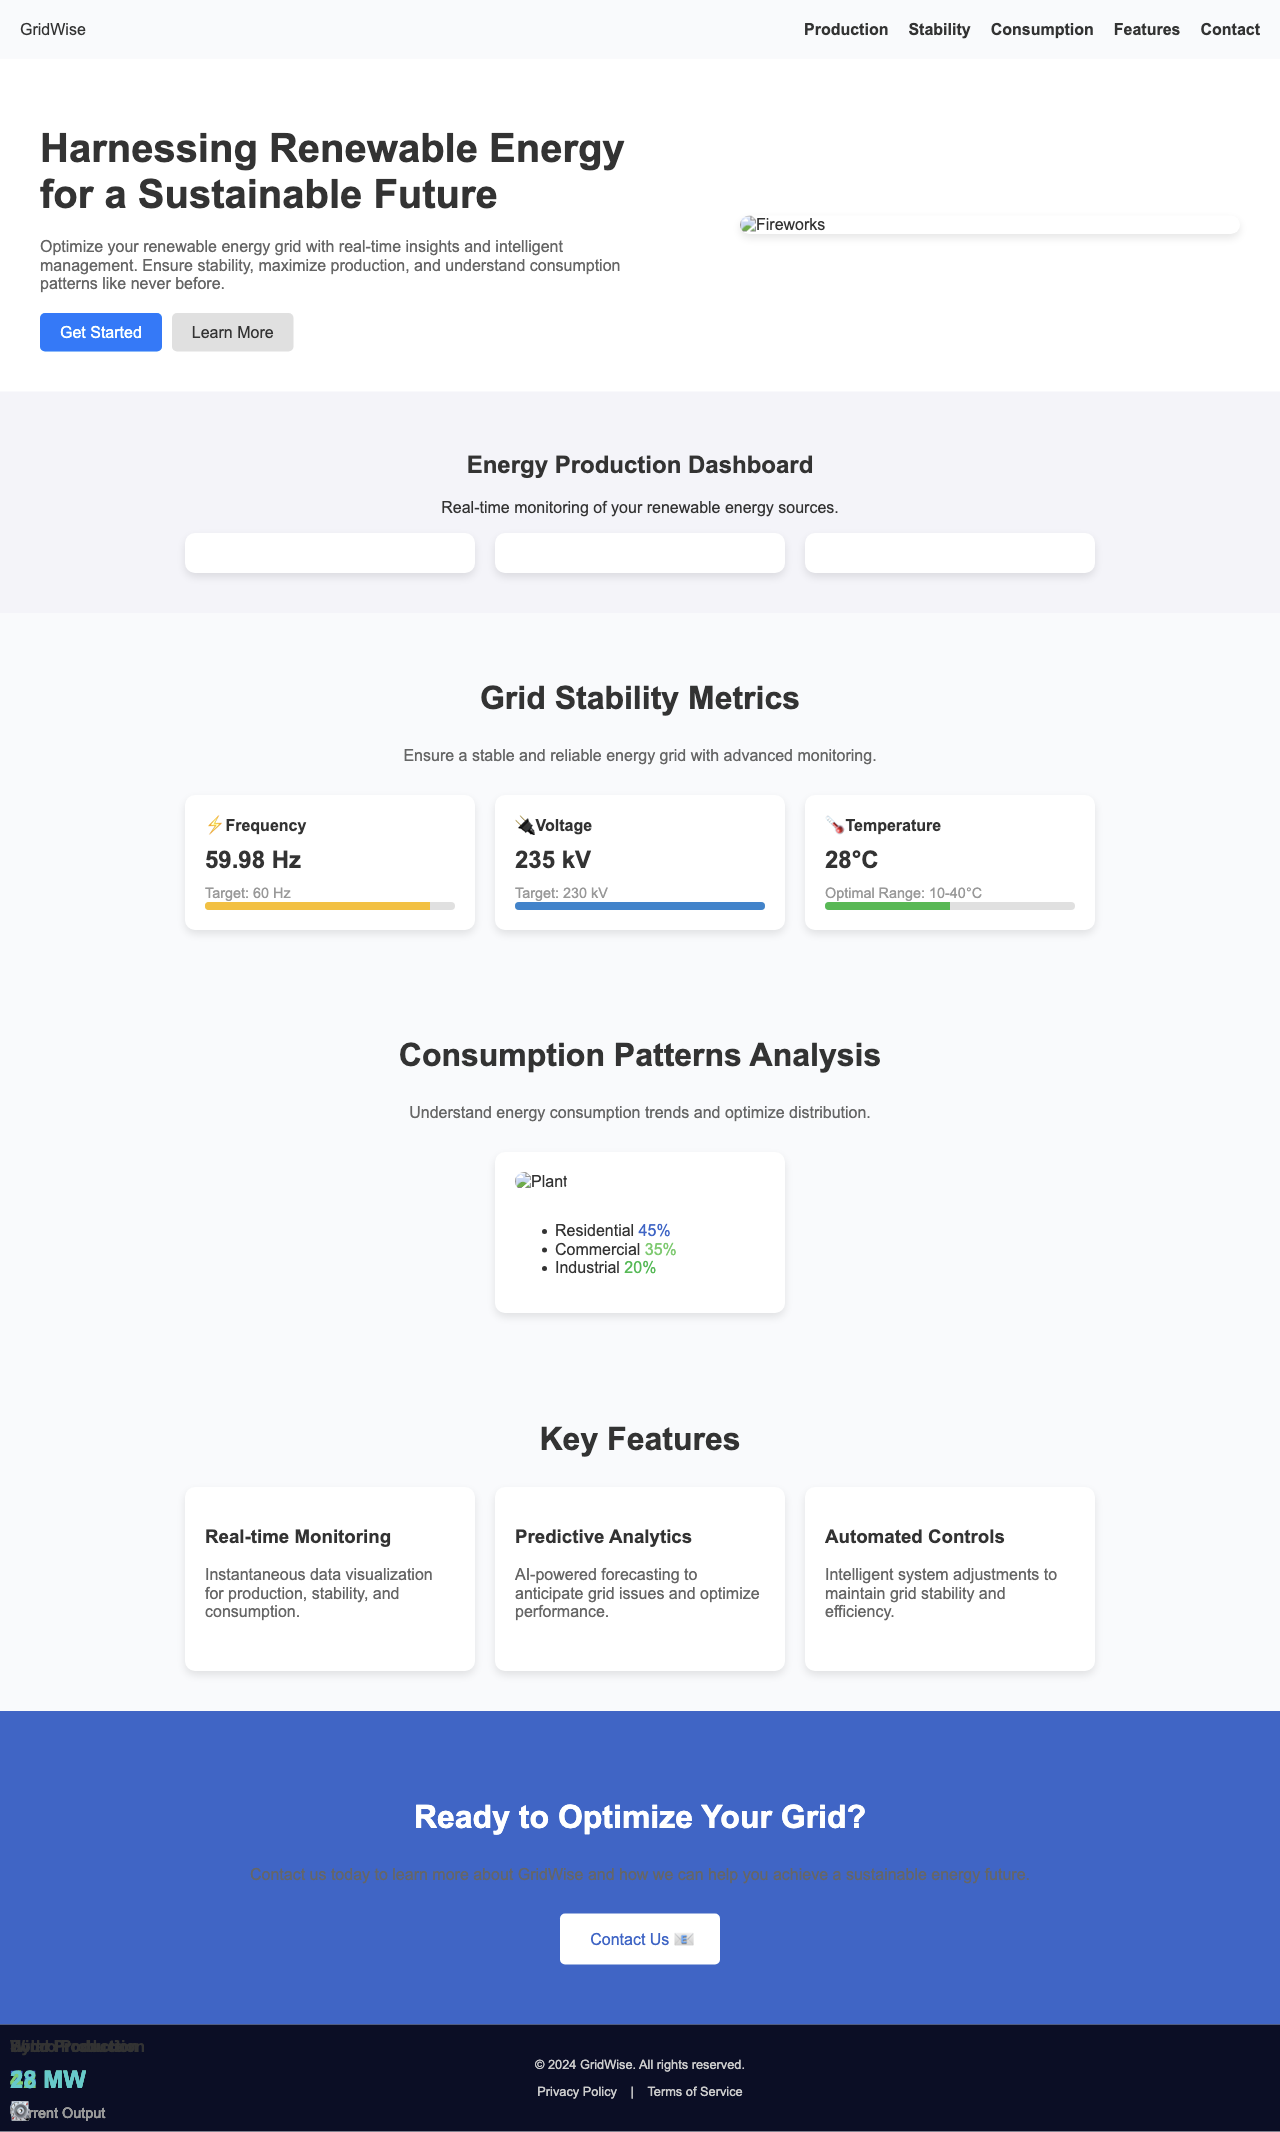 GridWise
Production Stability Consumption Features Contact
Harnessing Renewable Energy
for a Sustainable Future
Optimize your renewable energy grid with real-time insights and intelligent
management. Ensure stability, maximize production, and understand consumption
patterns like never before.
Get Started Learn More
Fireworks
Energy Production Dashboard
Real-time monitoring of your renewable energy sources.
Grid Stability Metrics
Ensure a stable and reliable energy grid with advanced monitoring.
Frequency
59.98 Hz
Target: 60 Hz
Voltage
235 kV
Target: 230 kV
Temperature
28°C
Optimal Range: 10-40°C
Consumption Patterns Analysis
Understand energy consumption trends and optimize distribution.
Plant
Residential 45%
Commercial 35%
Industrial 20%
Key Features
Real-time Monitoring
Instantaneous data visualization
for production, stability, and
consumption.
Predictive Analytics
AI-powered forecasting to
anticipate grid issues and optimize
performance.
Automated Controls
Intelligent system adjustments to
maintain grid stability and
efficiency.
Ready to Optimize Your Grid?
Contact us today to learn more about GridWise and how we can help you achieve a sustainable energy future.
Contact Us
© 2024 GridWise. All rights reserved.
Privacy Policy | Terms of Service
Production
MW
Output